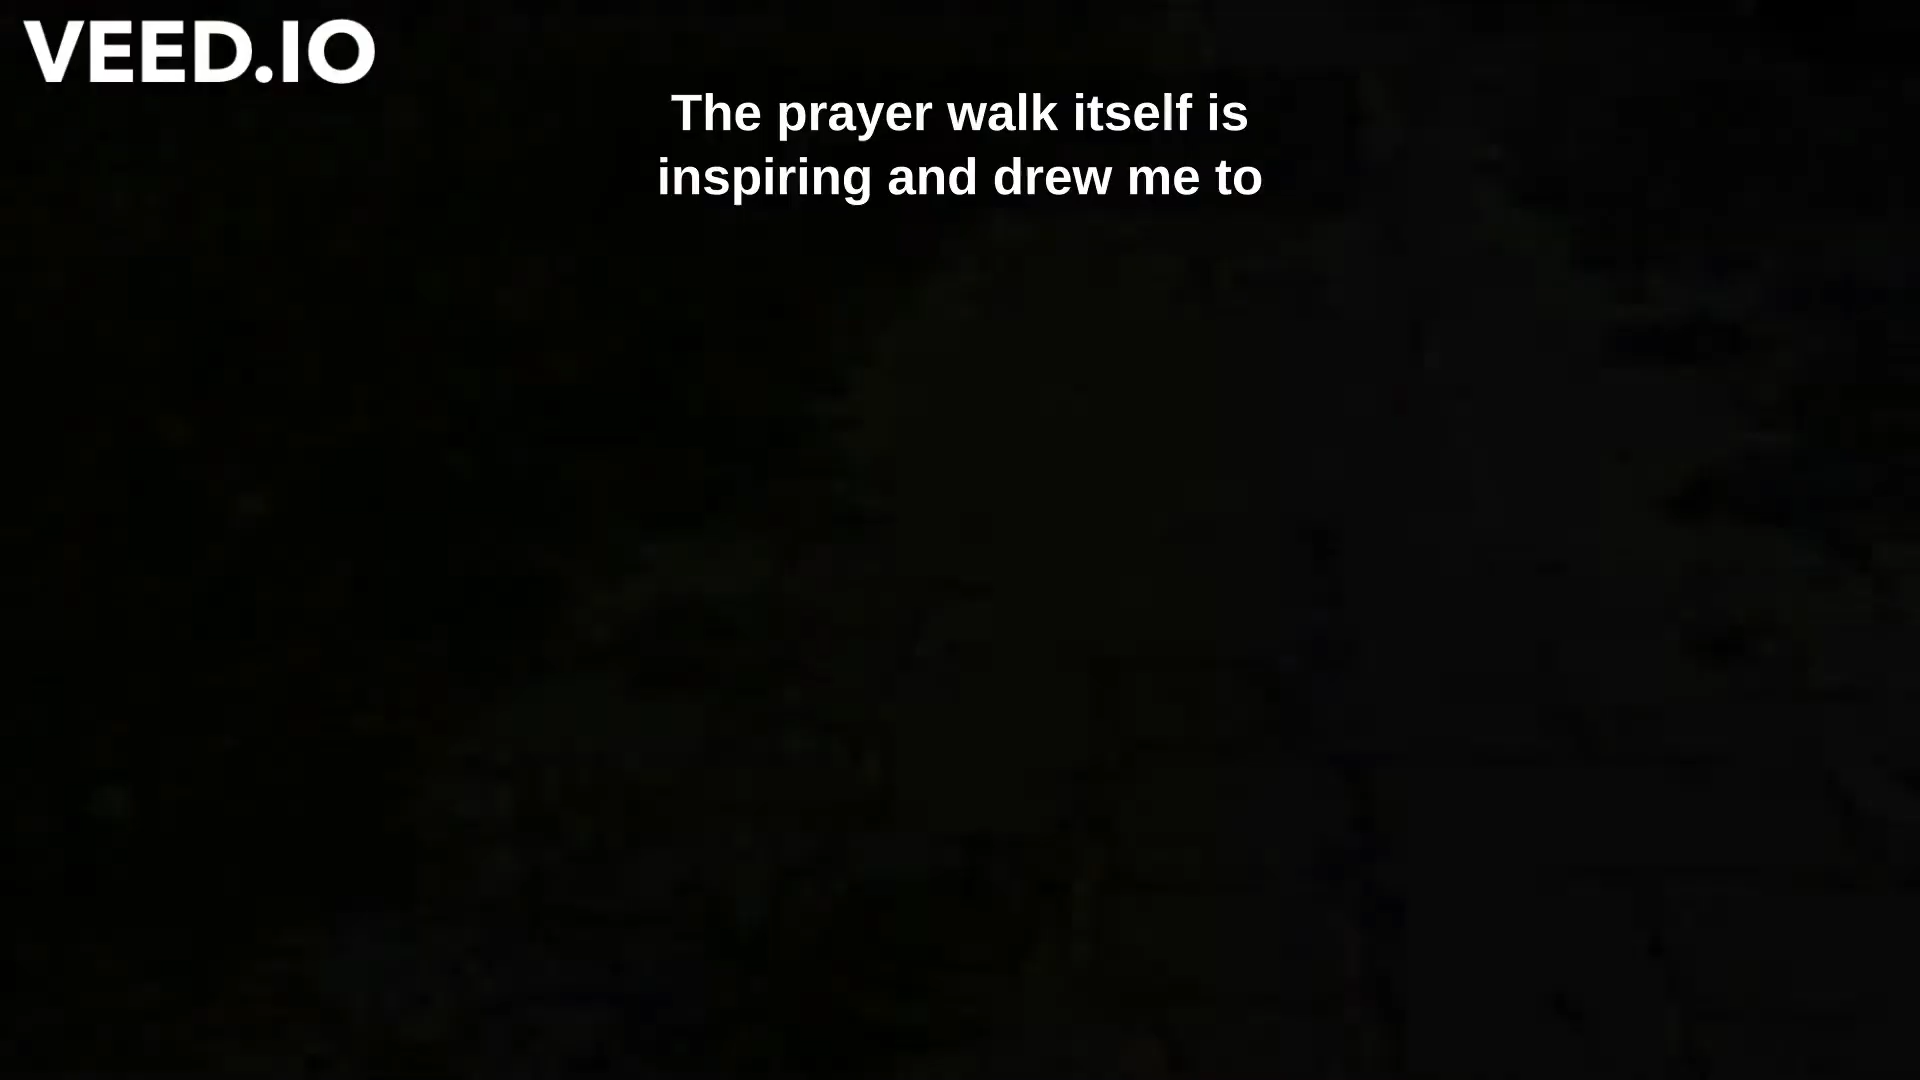 VEED.IO
The prayer walk itself is
inspiring and drew me to